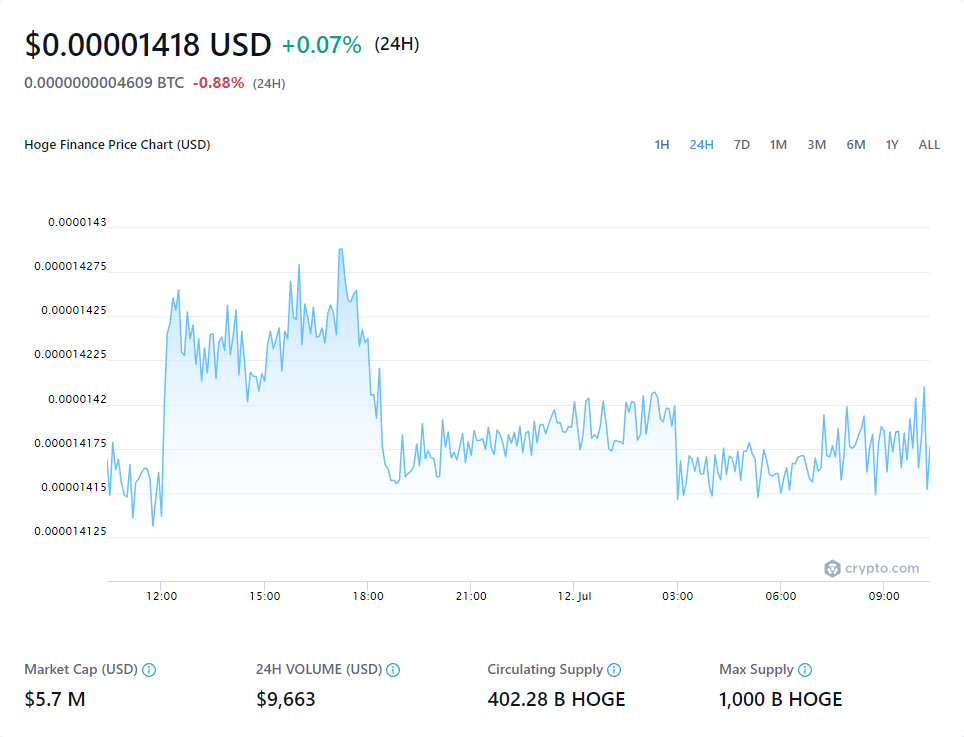 $0.00001418 USD +0.07% (24H)
0.0000000004609 BTC -0.88% (24H)
Hoge Finance Price Chart (USD)
1H 24H 7D 1M 3M 6M 1Y ALL
0.0000143
0.000014275
0.00001425
0.000014225
0.0000142
0.000014175
0.00001415
0.000014125
crypto.com
12:00 15:00 18:00 21:00 12. Jul 03:00 06:00 09:00
Market Cap (USD) 24H VOLUME (USD) Circulating Supply Max Supply
$5.7 M $9,663 402.28 B HOGE 1,000 B HOGE